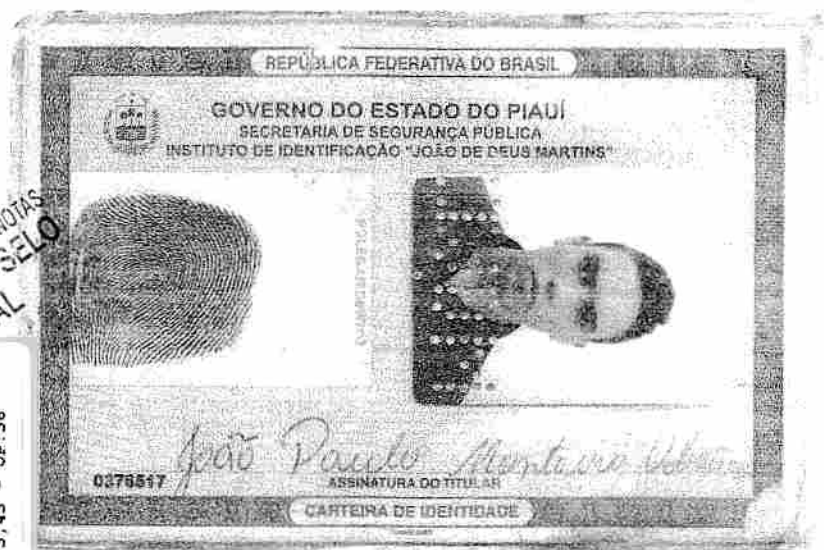 REPÚBLICA FEDERATIVA DO BRASIL
GOVERNO DO ESTADO DO PIAUÍ
SECRETARIA DE SEGURANÇA PÚBLICA
INSTITUTO DE IDENTIFICAÇÃO "JOÃO DE DEUS MARTINS"
NOTAS
SELO
João Paulo Monteiro
0376517
ASSINATURA DO TITULAR
CARTEIRA DE IDENTIDADE